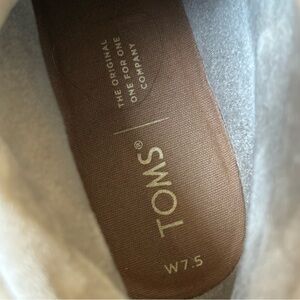 THE ORIGINAL
ONE FOR ONE
COMPANY
TOMS®
W7.5